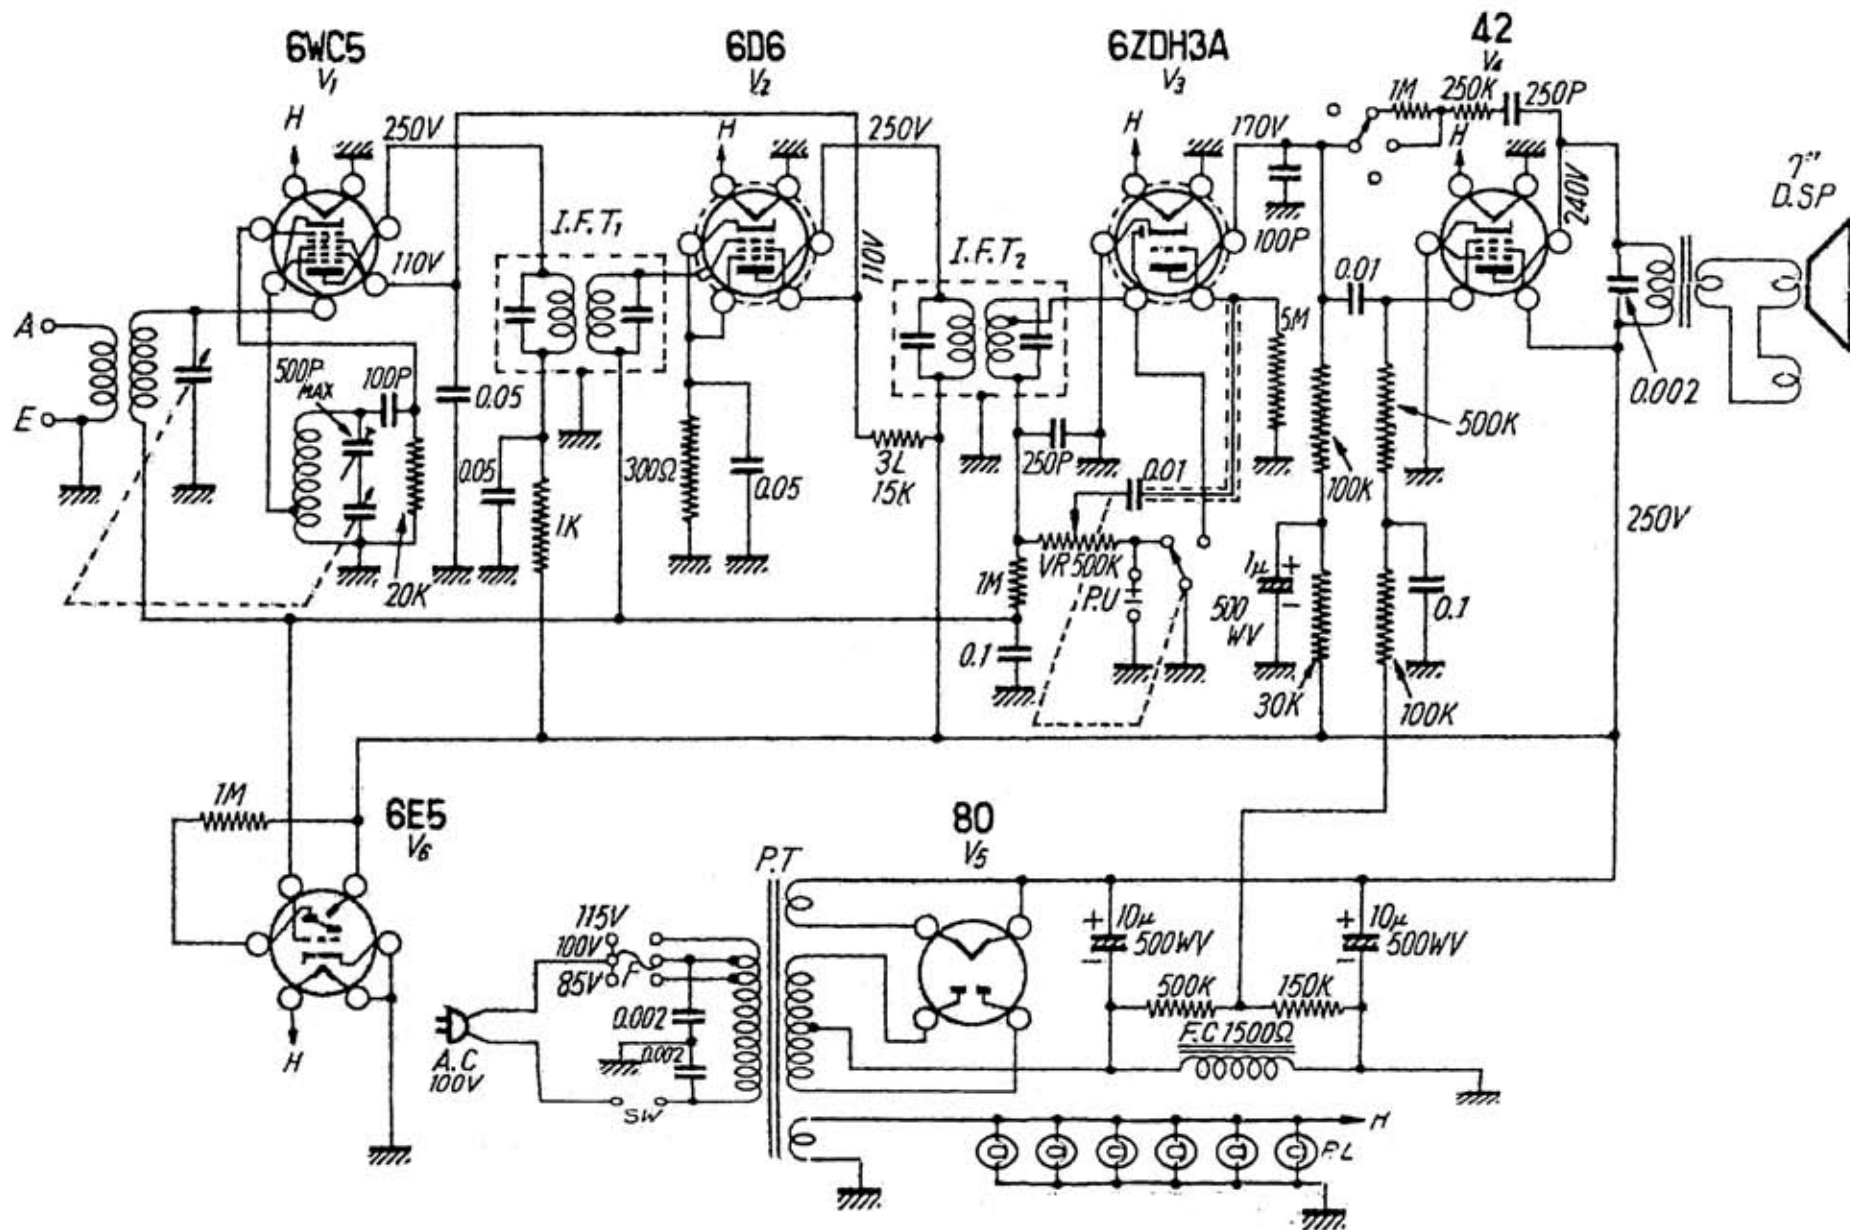 6WC5
V1
6D6
V2
6ZDH3A
V3
42
V4
H
250V
110V
I.F.T1
H
250V
110V
I.F.T2
H
170V
100P
1M
250K
250P
H
240V
7"
D.SP
A
E
500P
MAX
100P
20K
0.05
0.05
1K
300Ω
0.05
3L
15K
250P
0.01
5M
0.01
100K
500K
0.002
250V
1M
VR500K
P.U
0.1
1μ
+
-
500
WV
30K
0.1
100K
1M
6E5
V6
H
80
V5
P.T
115V
100V
85V
F
0.002
0.002
A.C
100V
SW
+
10μ
500WV
-
500K
150K
F.C 1500Ω
+
10μ
500WV
-
H
P.L